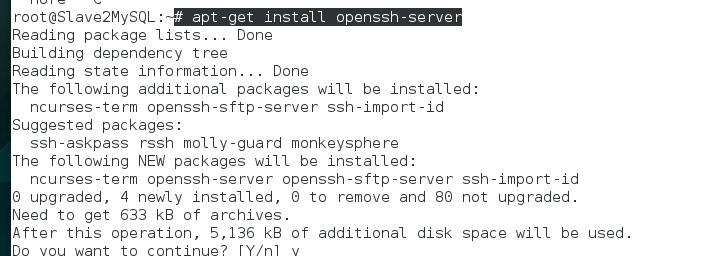 root@Slave2MySQL:~# apt-get install openssh-server
Reading package lists... Done
Building dependency tree
Reading state information... Done
The following additional packages will be installed:
  ncurses-term openssh-sftp-server ssh-import-id
Suggested packages:
  ssh-askpass rssh molly-guard monkeysphere
The following NEW packages will be installed:
  ncurses-term openssh-server openssh-sftp-server ssh-import-id
0 upgraded, 4 newly installed, 0 to remove and 80 not upgraded.
Need to get 633 kB of archives.
After this operation, 5,136 kB of additional disk space will be used.
Do you want to continue? [Y/n] y